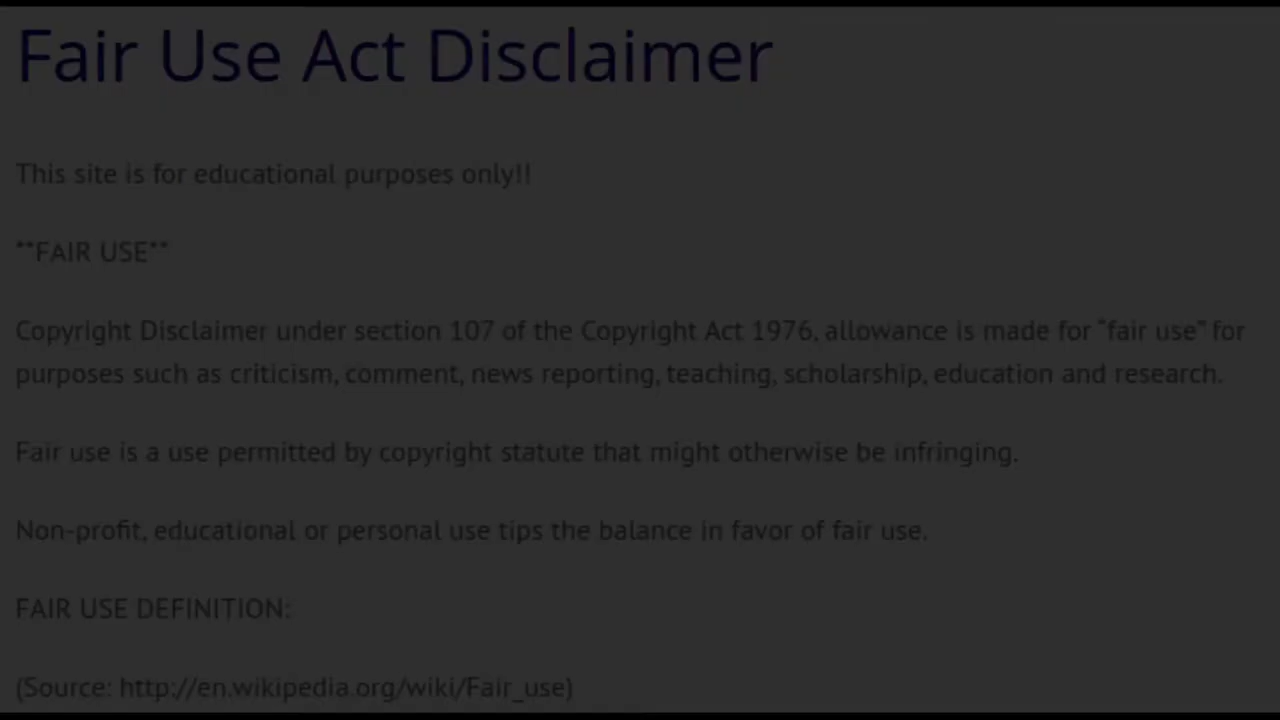 Fair Use Act Disclaimer
This site is for educational purposes only!!
**FAIR USE**
Copyright Disclaimer under section 107 of the Copyright Act 1976, allowance is made for “fair use” for
purposes such as criticism, comment, news reporting, teaching, scholarship, education and research.
Fair use is a use permitted by copyright statute that might otherwise be infringing.
Non-profit, educational or personal use tips the balance in favor of fair use.
FAIR USE DEFINITION:
(Source: http://en.wikipedia.org/wiki/Fair_use)